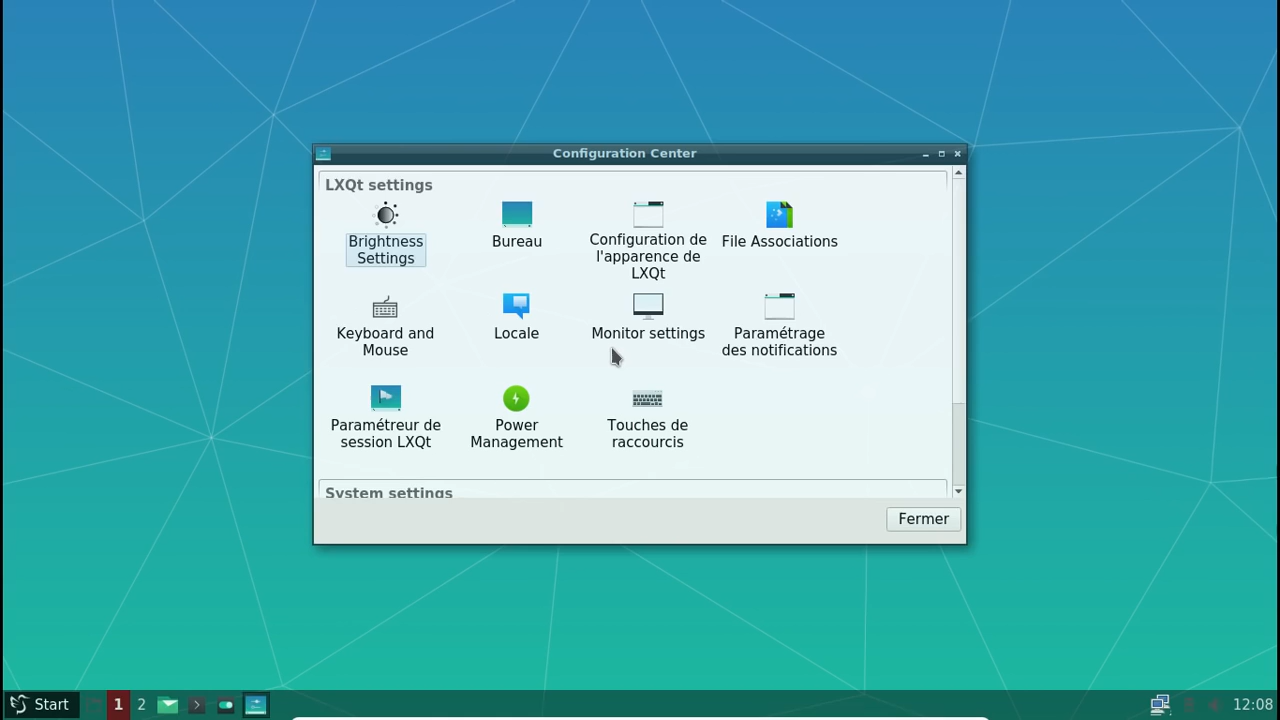 Configuration Center
LXQt settings
Brightness
Settings
Bureau
Configuration de
l'apparence de
LXQt
File Associations
Keyboard and
Mouse
Locale
Monitor settings
Paramétrage
des notifications
Paramétreur de
session LXQt
Power
Management
Touches de
raccourcis
System settings
Fermer
Start
1
2
12:08